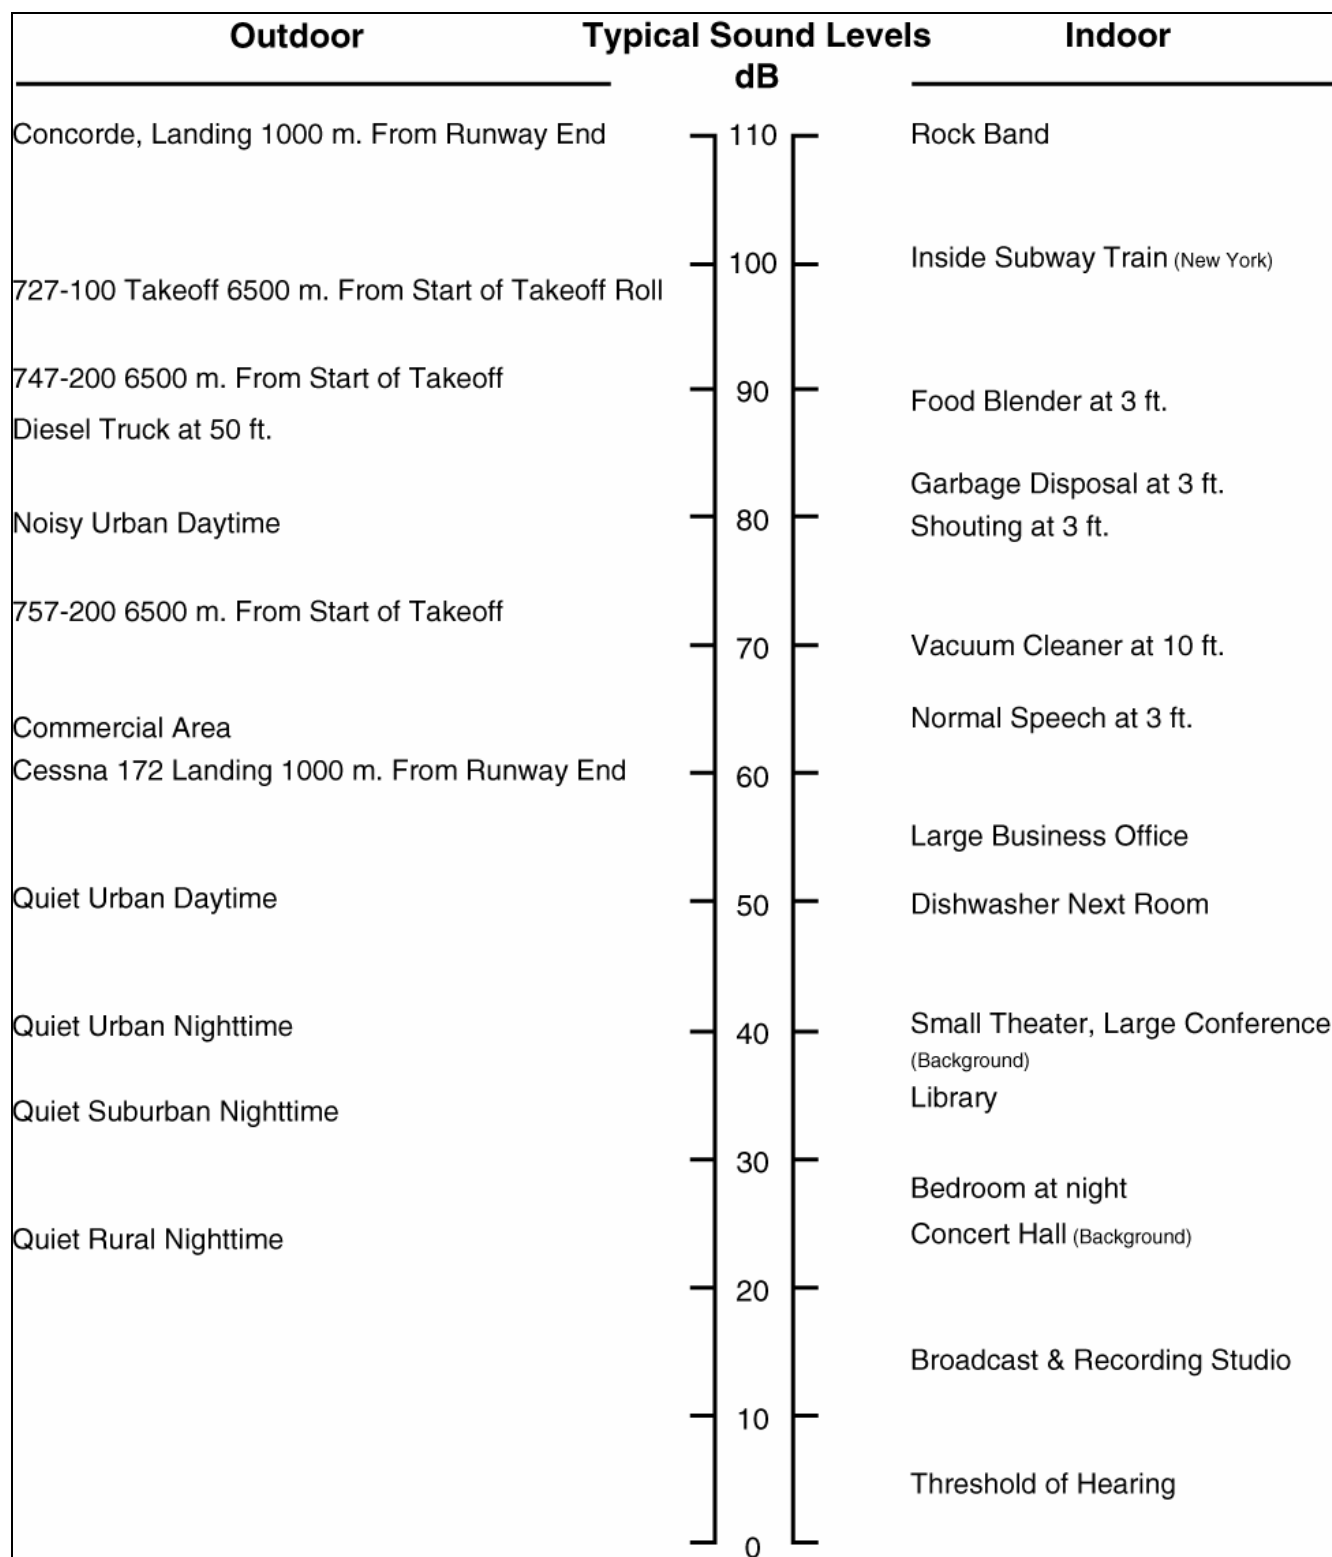 Outdoor Typical Sound Levels Indoor
dB
Concorde, Landing 1000 m. From Runway End 110 Rock Band
100 Inside Subway Train (New York)
727-100 Takeoff 6500 m. From Start of Takeoff Roll
747-200 6500 m. From Start of Takeoff
90 Food Blender at 3 ft.
Diesel Truck at 50 ft.
Garbage Disposal at 3 ft.
Noisy Urban Daytime 80 Shouting at 3 ft.
757-200 6500 m. From Start of Takeoff
70 Vacuum Cleaner at 10 ft.
Normal Speech at 3 ft.
Commercial Area
Cessna 172 Landing 1000 m. From Runway End 60
Large Business Office
Quiet Urban Daytime 50 Dishwasher Next Room
Quiet Urban Nighttime 40 Small Theater, Large Conference
(Background)
Library
Quiet Suburban Nighttime
30
Bedroom at night
Quiet Rural Nighttime Concert Hall (Background)
20
Broadcast & Recording Studio
10
Threshold of Hearing
0